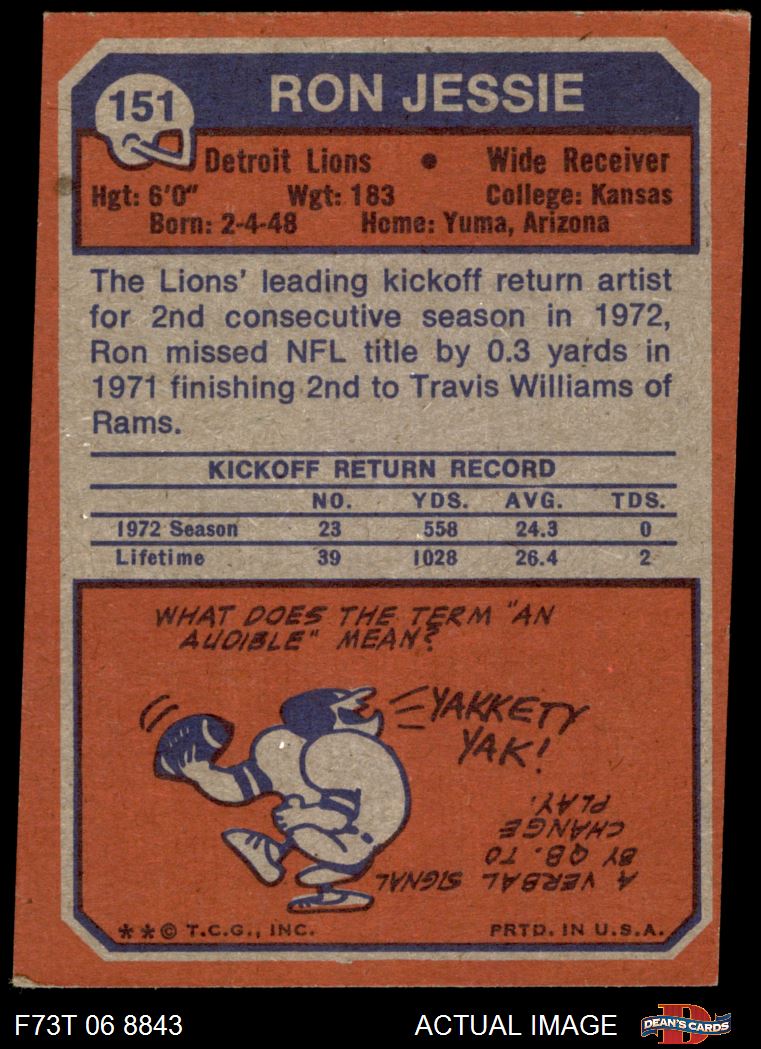 151
RON JESSIE
Detroit Lions • Wide Receiver
Hgt: 6'0" Wgt: 183 College: Kansas
Born: 2-4-48 Home: Yuma, Arizona
The Lions' leading kickoff return artist
for 2nd consecutive season in 1972,
Ron missed NFL title by 0.3 yards in
1971 finishing 2nd to Travis Williams of
Rams.
KICKOFF RETURN RECORD
NO. YDS. AVG. TDS.
1972 Season 23 558 24.3 0
Lifetime 39 1028 26.4 2
WHAT DOES THE TERM "AN
AUDIBLE" MEAN?
YAKKETY
YAK!
A VERBAL SIGNAL
BY QB. TO
CHANGE
PLAY.
**© T.C.G., INC. PRTD. IN U.S.A.
F73T 06 8843 ACTUAL IMAGE D DEAN'S CARDS